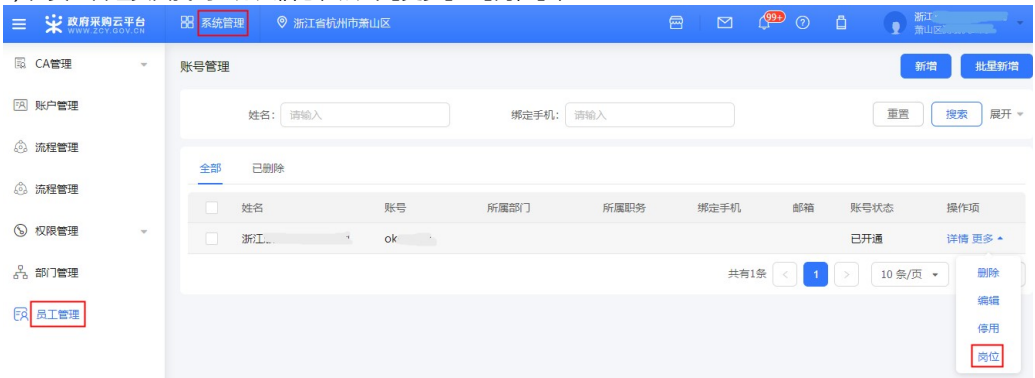 政府采购云平台
WWW.ZCY.GOV.CN
系统管理
浙江省杭州市萧山区
99+
浙江
萧山区
CA管理
账户管理
流程管理
流程管理
权限管理
部门管理
员工管理
账号管理
新增 批量新增
姓名： 请输入 绑定手机： 请输入 重置 搜索 展开
全部 已删除
姓名 账号 所属部门 所属职务 绑定手机 邮箱 账号状态 操作项
浙江 ok 已开通 详情 更多
共有1条 < 1 > 10 条/页
删除
编辑
停用
岗位